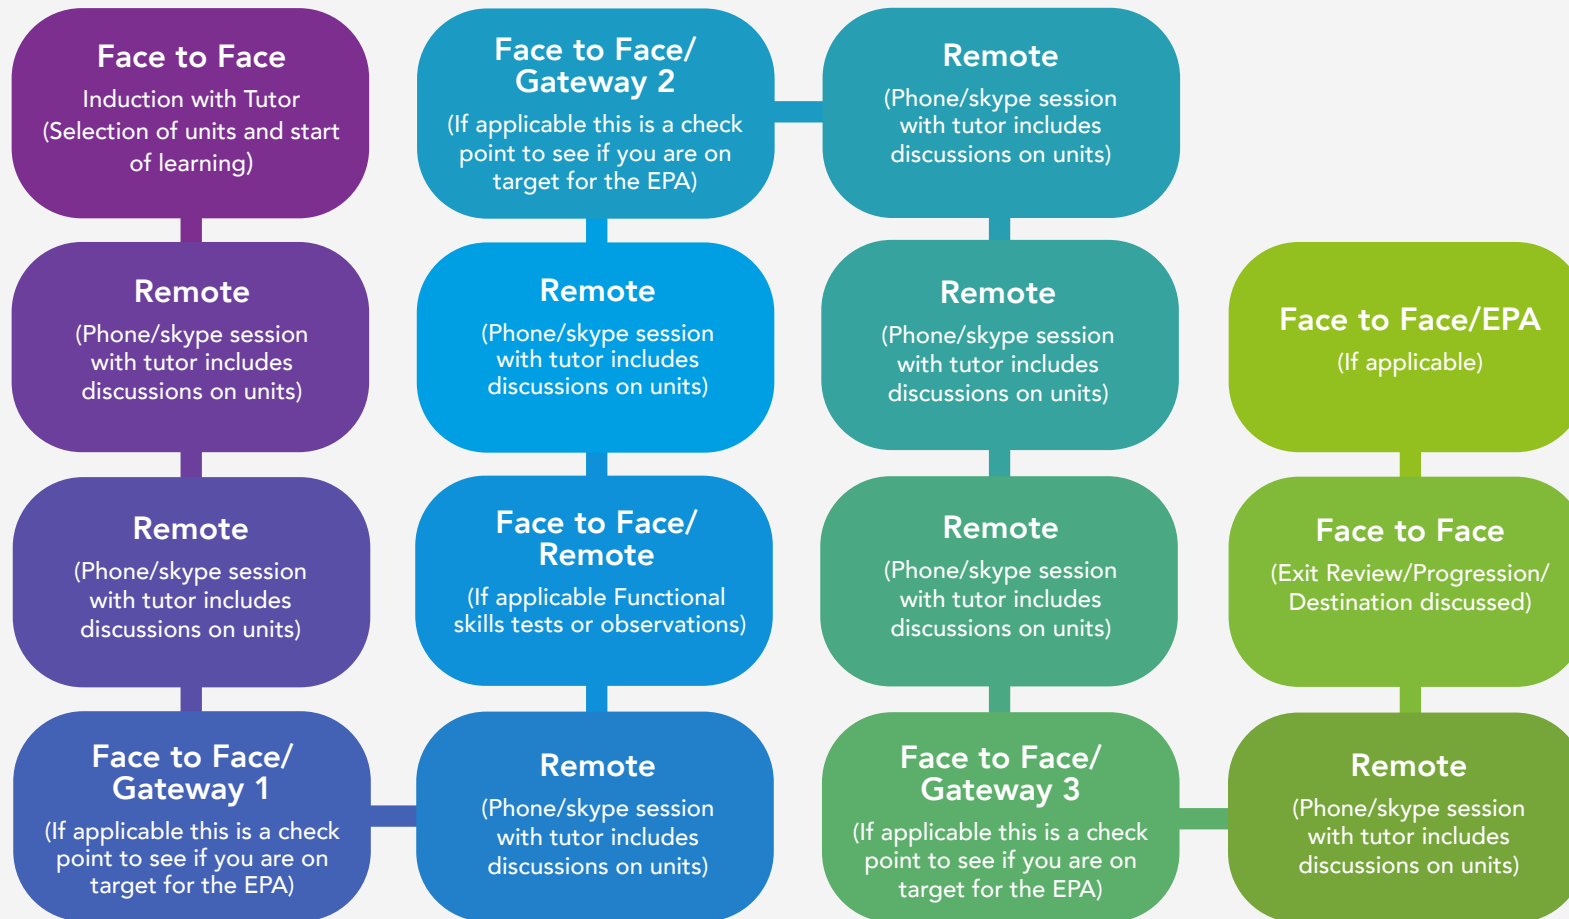 Face to Face
Induction with Tutor
(Selection of units and start
of learning)
Remote
(Phone/skype session
with tutor includes
discussions on units)
Remote
(Phone/skype session
with tutor includes
discussions on units)
Face to Face/
Gateway 1
(If applicable this is a check
point to see if you are on
target for the EPA)
Remote
(Phone/skype session
with tutor includes
discussions on units)
Face to Face/
Remote
(If applicable Functional
skills tests or observations)
Remote
(Phone/skype session
with tutor includes
discussions on units)
Face to Face/
Gateway 2
(If applicable this is a check
point to see if you are on
target for the EPA)
Remote
(Phone/skype session
with tutor includes
discussions on units)
Remote
(Phone/skype session
with tutor includes
discussions on units)
Remote
(Phone/skype session
with tutor includes
discussions on units)
Face to Face/
Gateway 3
(If applicable this is a check
point to see if you are on
target for the EPA)
Remote
(Phone/skype session
with tutor includes
discussions on units)
Face to Face
(Exit Review/Progression/
Destination discussed)
Face to Face/EPA
(If applicable)